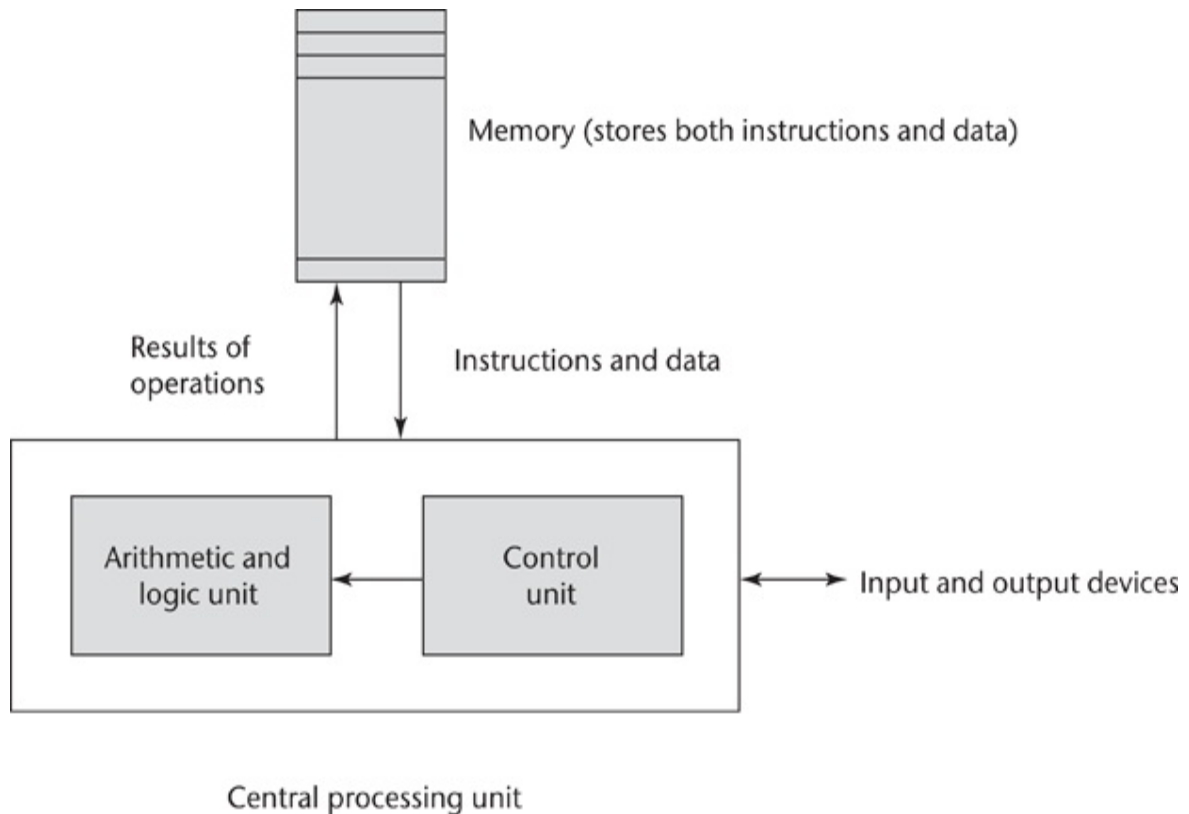 Memory (stores both instructions and data)
Results of
operations
Instructions and data
Arithmetic and
logic unit
Control
unit
Input and output devices
Central processing unit